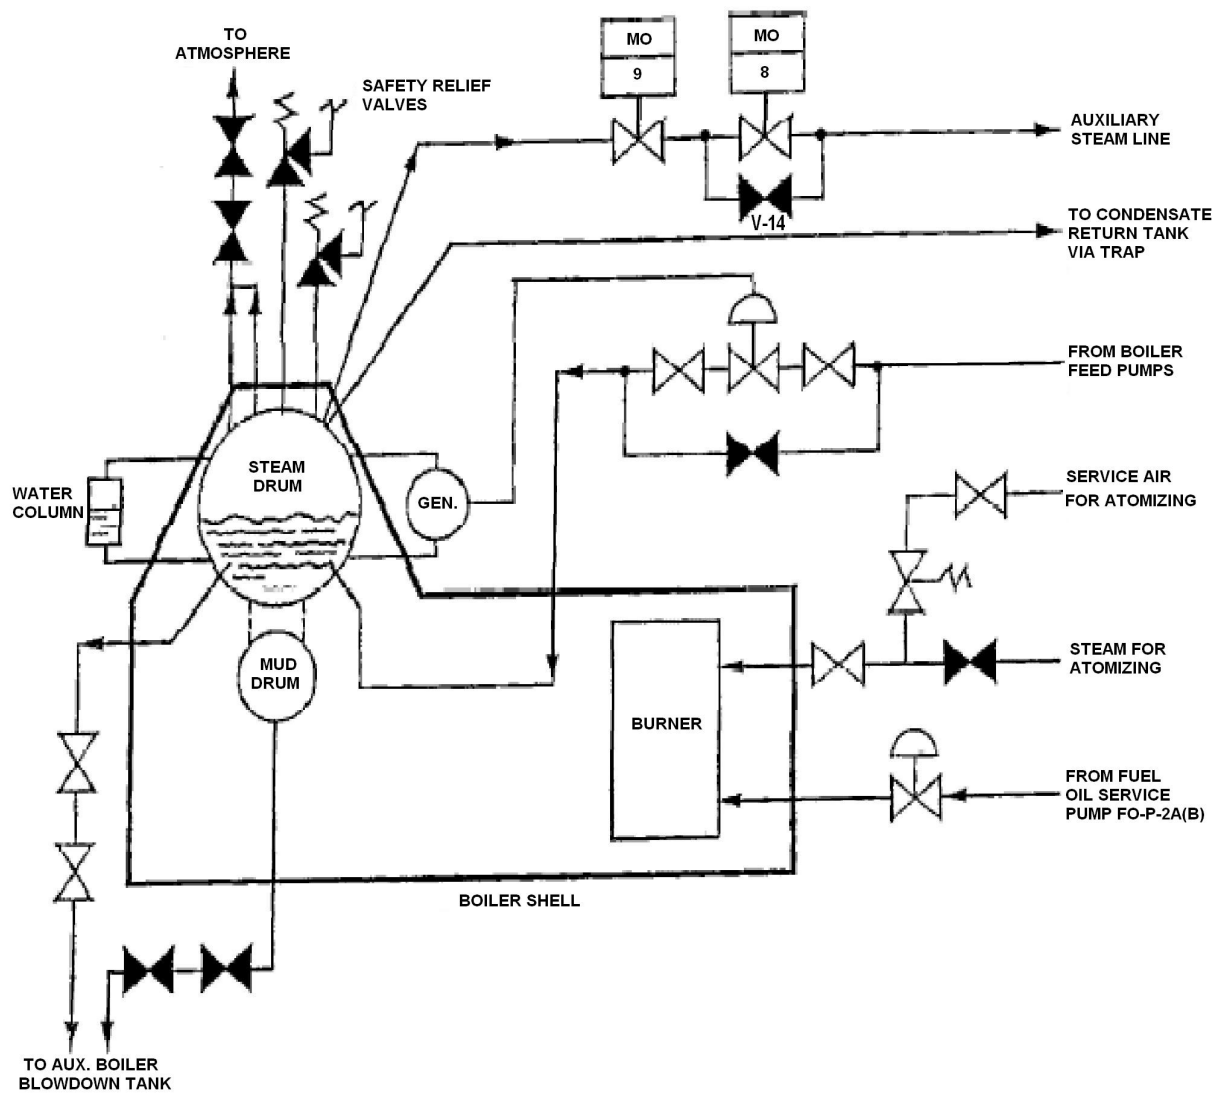 TO
ATMOSPHERE
SAFETY RELIEF
VALVES
MO
9
MO
8
AUXILIARY
STEAM LINE
V-14
TO CONDENSATE
RETURN TANK
VIA TRAP
FROM BOILER
FEED PUMPS
STEAM
DRUM
WATER
COLUMN
GEN.
SERVICE AIR
FOR ATOMIZING
MUD
DRUM
STEAM FOR
ATOMIZING
BURNER
FROM FUEL
OIL SERVICE
PUMP FO-P-2A(B)
BOILER SHELL
TO AUX. BOILER
BLOWDOWN TANK